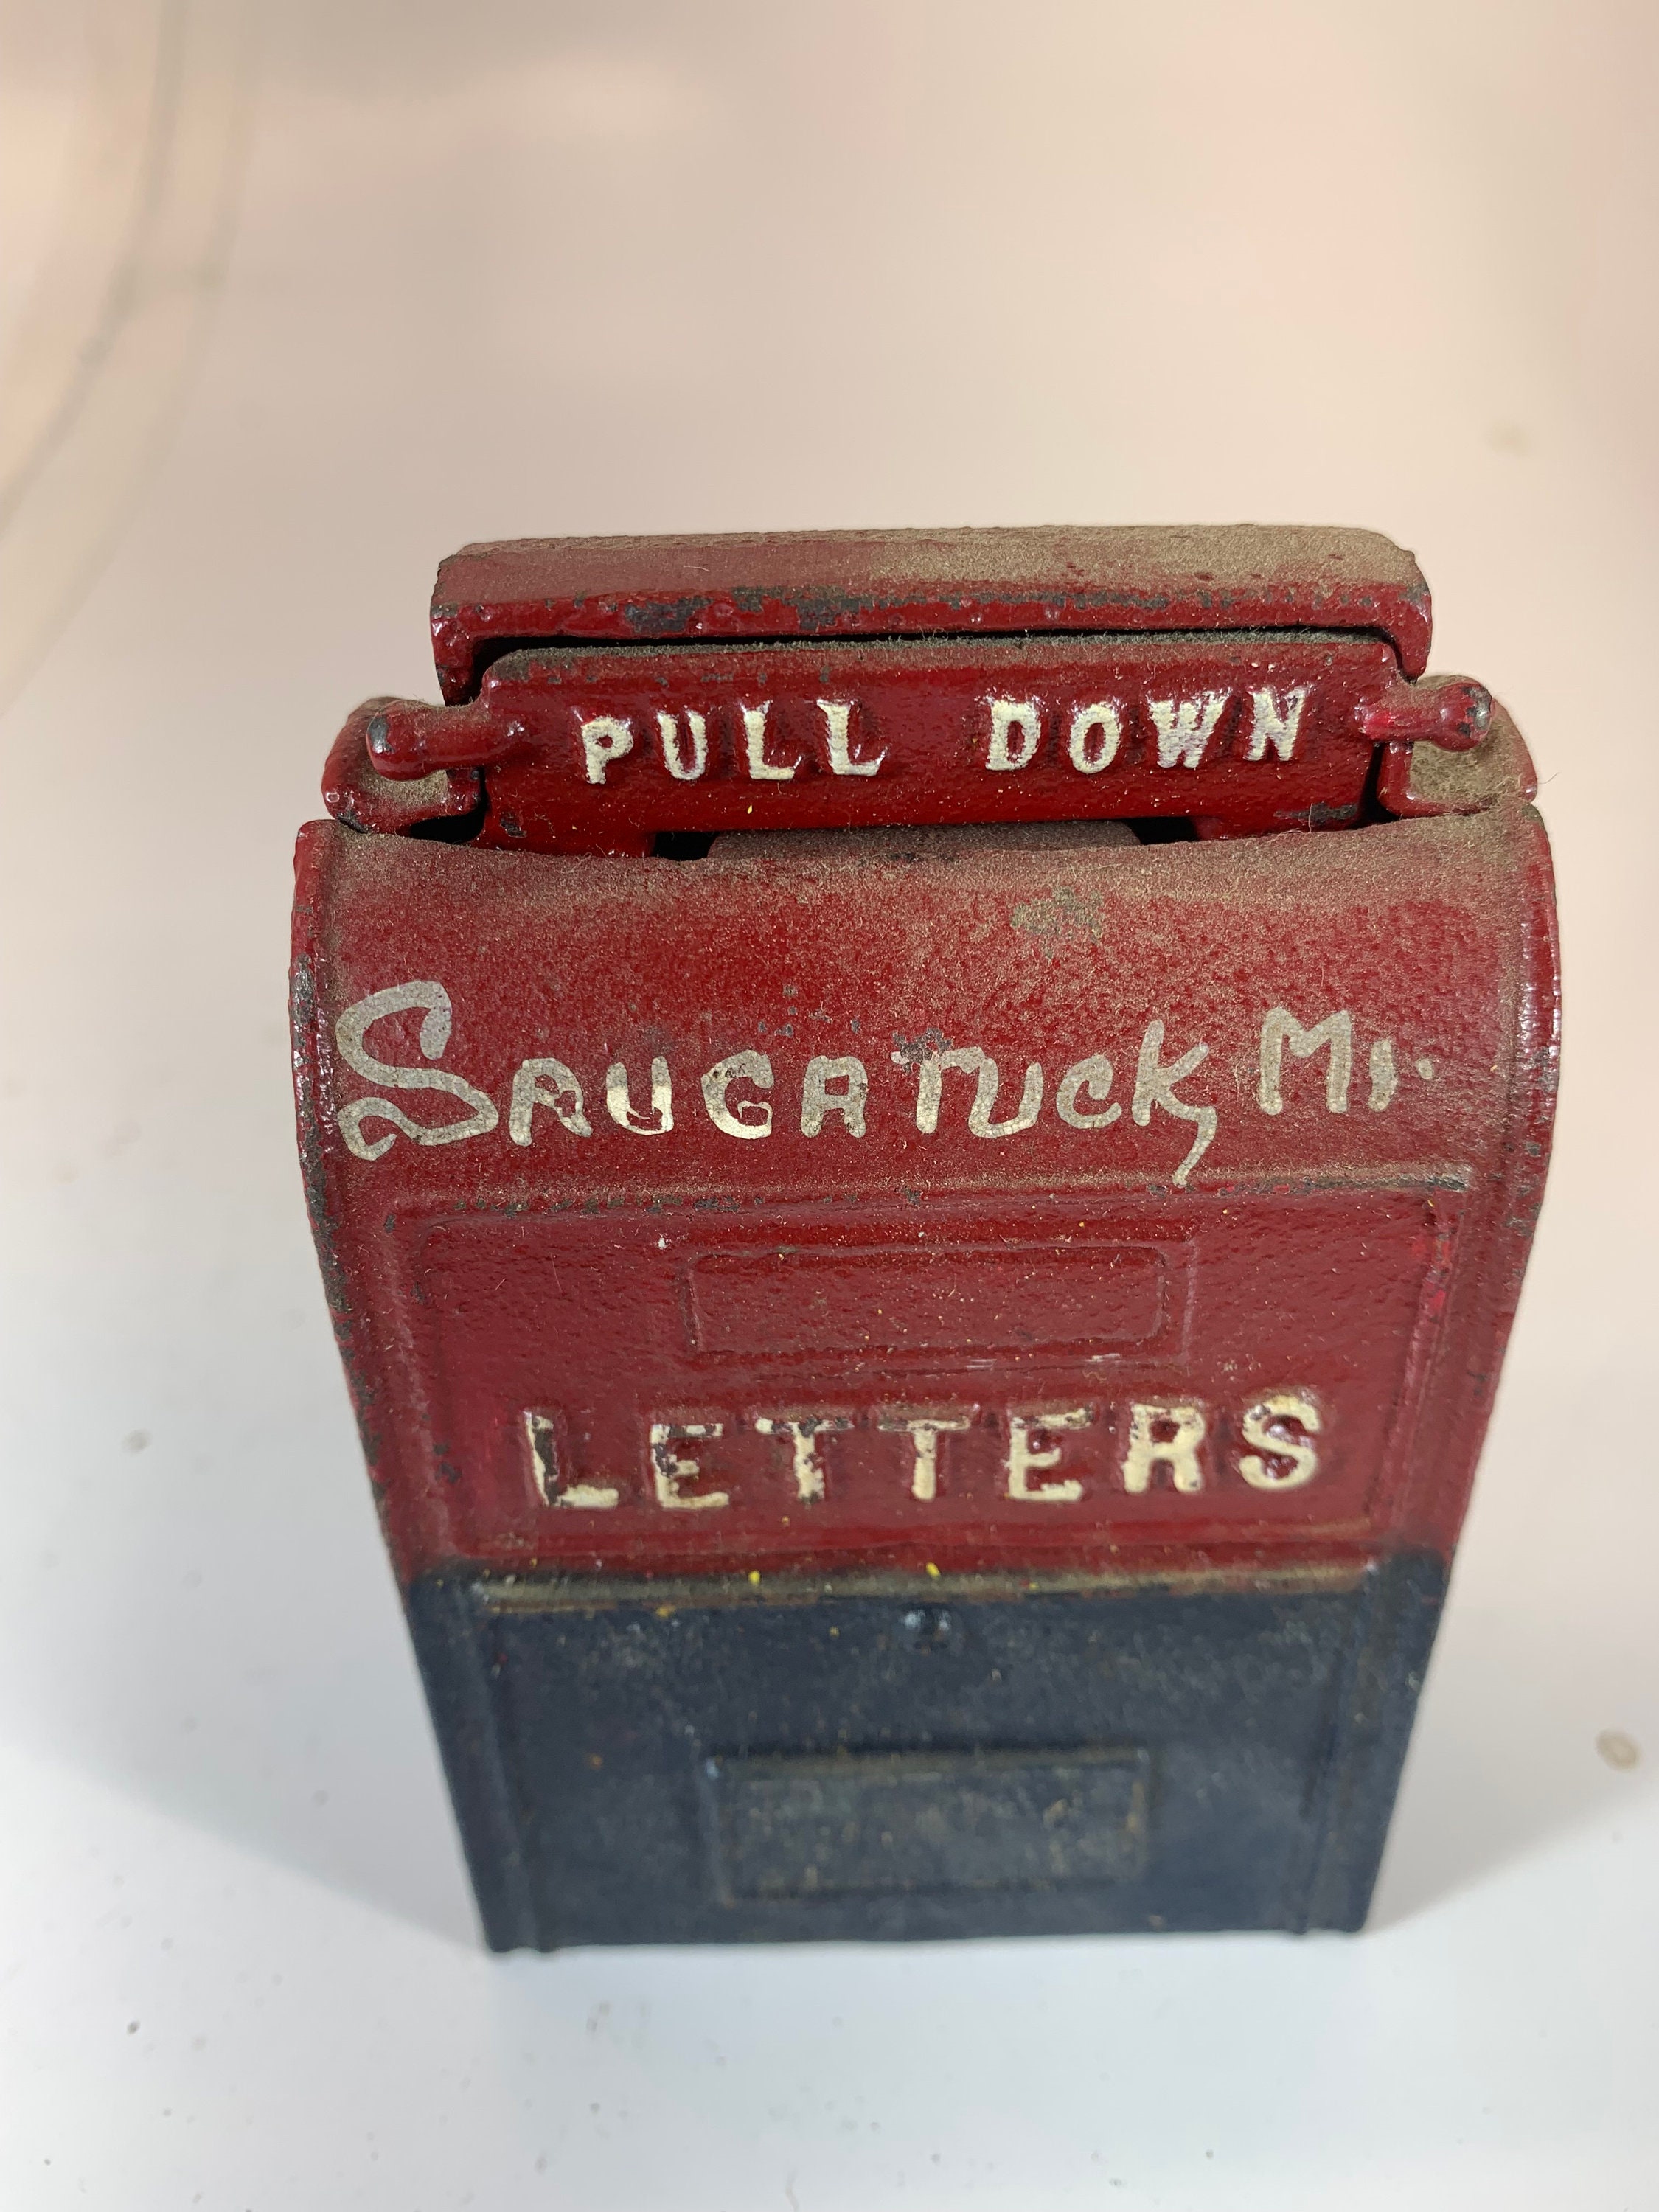 PULL DOWN
SAUGATUCK, MI.
LETTERS